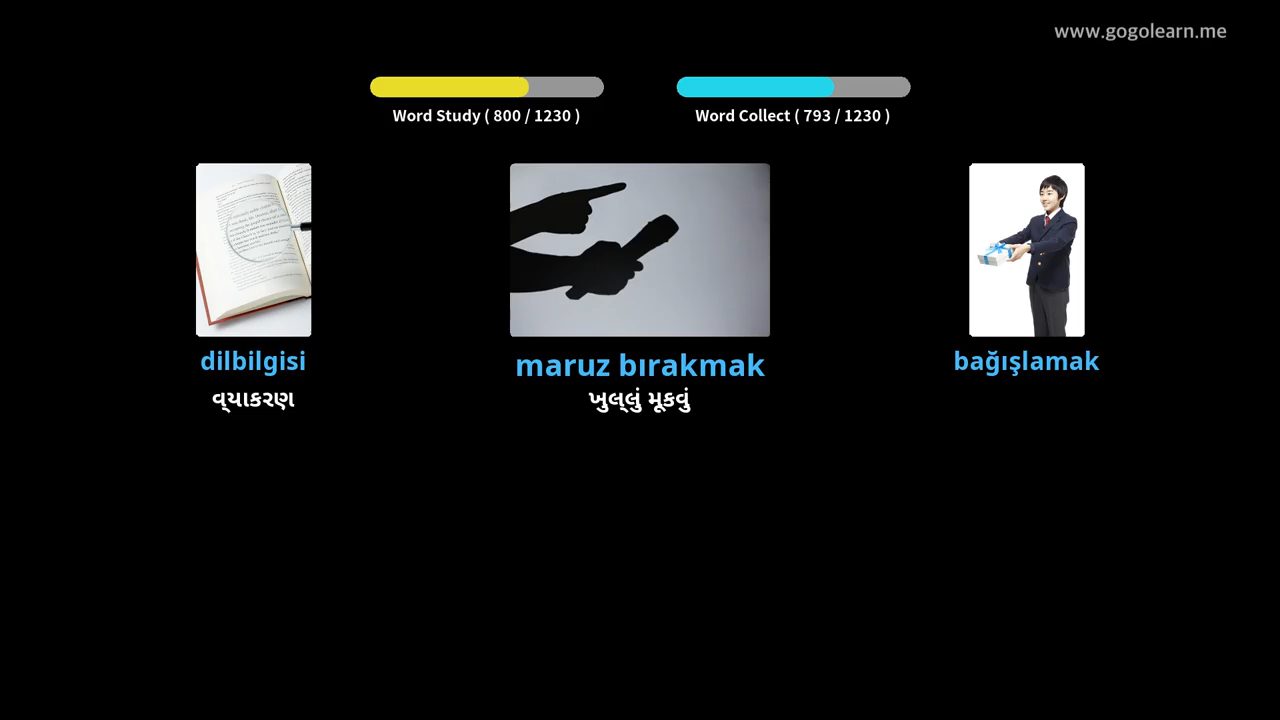 www.gogolearn.me
Word Study ( 800 / 1230 )
Word Collect ( 793 / 1230 )
dilbilgisi
maruz bırakmak
bağışlamak
વ્યાકરણ
ખુલ્લું મૂકવું